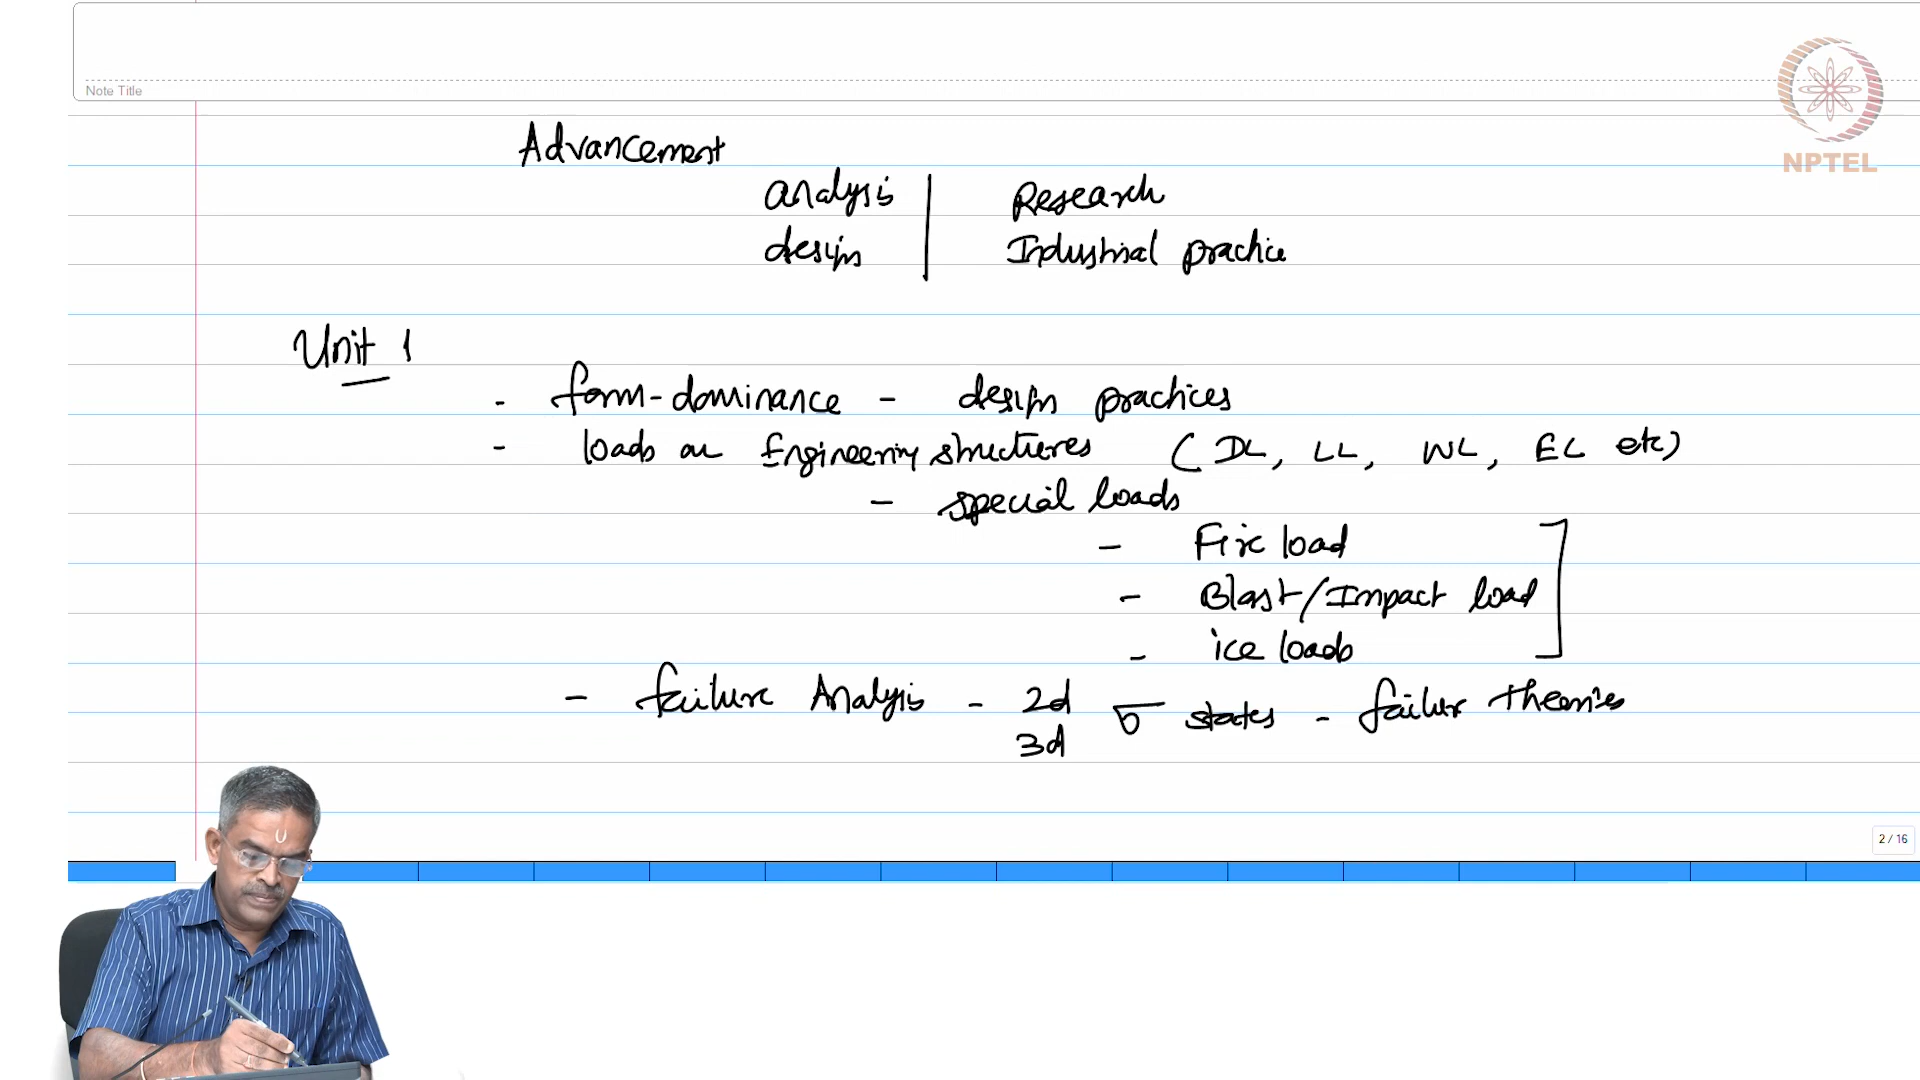 Note Title
NPTEL
Advancement
analysis | Research
design | Industrial practice
Unit 1
- form-dominance - design practices
- loads on Engineering structures (DL, LL, WL, EL etc)
- special loads
- Fire load
- Blast/Impact load
- ice loads
- failure Analysis - 2d σ states - failure theories
3d
2 / 16